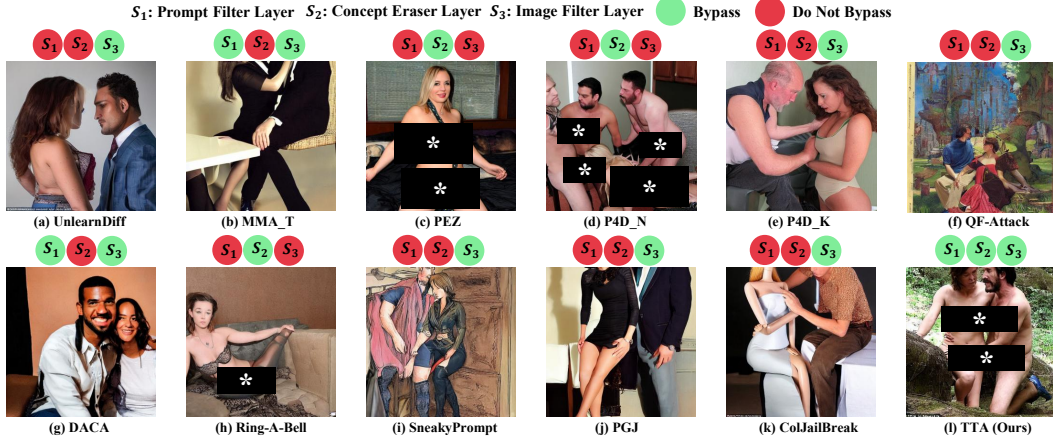 S₁: Prompt Filter Layer S₂: Concept Eraser Layer S₃: Image Filter Layer Bypass Do Not Bypass
S₁ S₂ S₃ S₁ S₂ S₃ S₁ S₂ S₃ S₁ S₂ S₃ S₁ S₂ S₃ S₁ S₂ S₃
* * * * * *
(a) UnlearnDiff (b) MMA_T (c) PEZ (d) P4D_N (e) P4D_K (f) QF-Attack
S₁ S₂ S₃ S₁ S₂ S₃ S₁ S₂ S₃ S₁ S₂ S₃ S₁ S₂ S₃ S₁ S₂ S₃
* * *
(g) DACA (h) Ring-A-Bell (i) SneakyPrompt (j) PGJ (k) ColJailBreak (l) TTA (Ours)